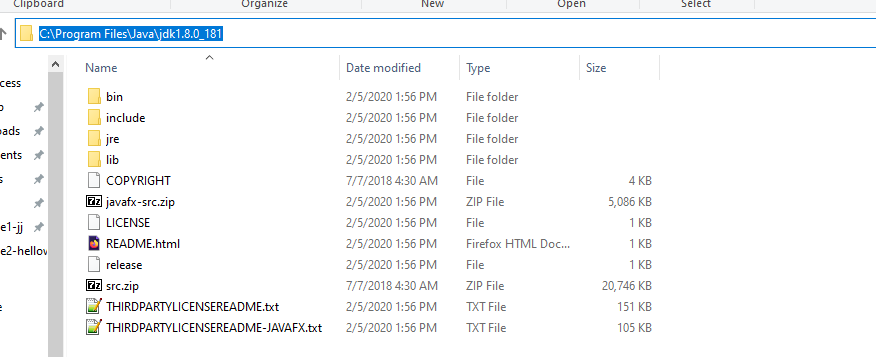 Clipboard Organize New Open Select
C:\Program Files\Java\jdk1.8.0_181
Name Date modified Type Size
cess
bin 2/5/2020 1:56 PM File folder
include 2/5/2020 1:56 PM File folder
oads
jre 2/5/2020 1:56 PM File folder
ents
lib 2/5/2020 1:56 PM File folder
s
COPYRIGHT 7/7/2018 4:30 AM File 4 KB
javafx-src.zip 2/5/2020 1:56 PM ZIP File 5,086 KB
e1-jj
LICENSE 2/5/2020 1:56 PM File 1 KB
e2-hellow
README.html 2/5/2020 1:56 PM Firefox HTML Doc... 1 KB
release 2/5/2020 1:56 PM File 1 KB
src.zip 7/7/2018 4:30 AM ZIP File 20,746 KB
THIRDPARTYLICENSEREADME.txt 2/5/2020 1:56 PM TXT File 151 KB
THIRDPARTYLICENSEREADME-JAVAFX.txt 2/5/2020 1:56 PM TXT File 105 KB